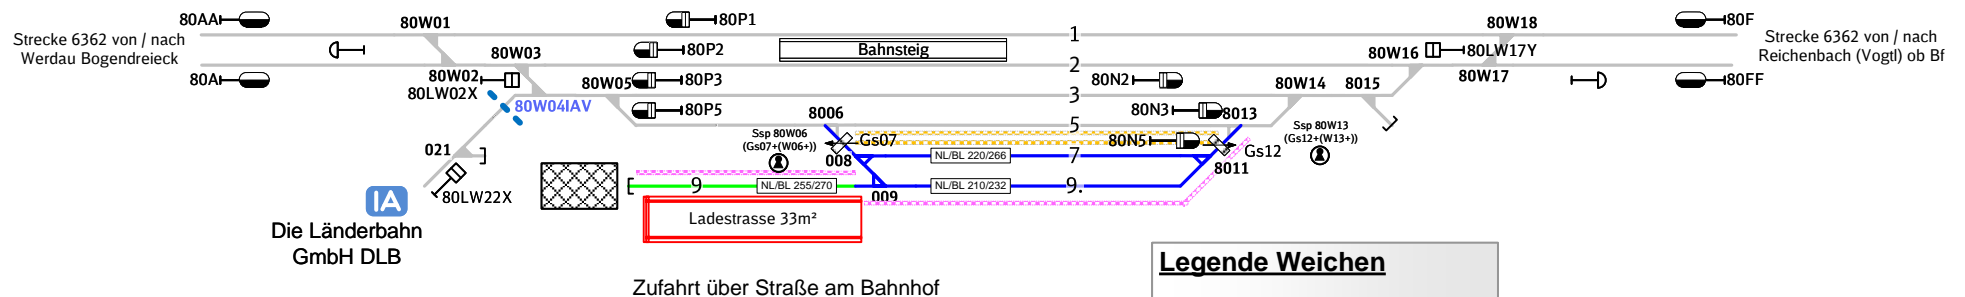 80AA
80W01
80P1
80W18
80F
Strecke 6362 von / nach
Werdau Bogendreieck
1
Strecke 6362 von / nach
Reichenbach (Vogtl) ob Bf
80W03
80P2
Bahnsteig
80W16
80LW17Y
2
80A
80W02
80W05
80P3
80N2
80W14
8015
80W17
80FF
80LW02X
80W04IAV
3
80P5
8006
80N3
8013
5
Ssp 80W06
(Gs07+(W06+))
Gs07
80N5
Gs12
Ssp 80W13
(Gs12+(W13+))
021
008
NL/BL 220/266
7
8011
80LW22X
9
NL/BL 255/270
009
NL/BL 210/232
9.
IA
Ladestrasse 33m²
Die Länderbahn
GmbH DLB
Legende Weichen
Zufahrt über Straße am Bahnhof